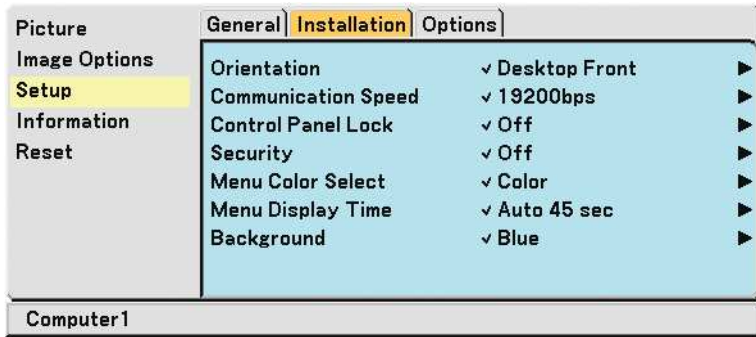 Picture
Image Options
Setup
Information
Reset
General Installation Options
Orientation ✓ Desktop Front ▶
Communication Speed ✓ 19200bps ▶
Control Panel Lock ✓ Off ▶
Security ✓ Off ▶
Menu Color Select ✓ Color ▶
Menu Display Time ✓ Auto 45 sec ▶
Background ✓ Blue ▶
Computer1